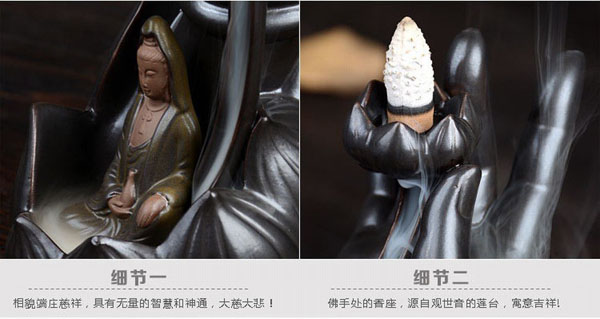 细节一
相貌端庄慈祥，具有无量的智慧和神通，大慈大悲！
细节二
佛手处的香座，源自观世音的莲台，寓意吉祥！